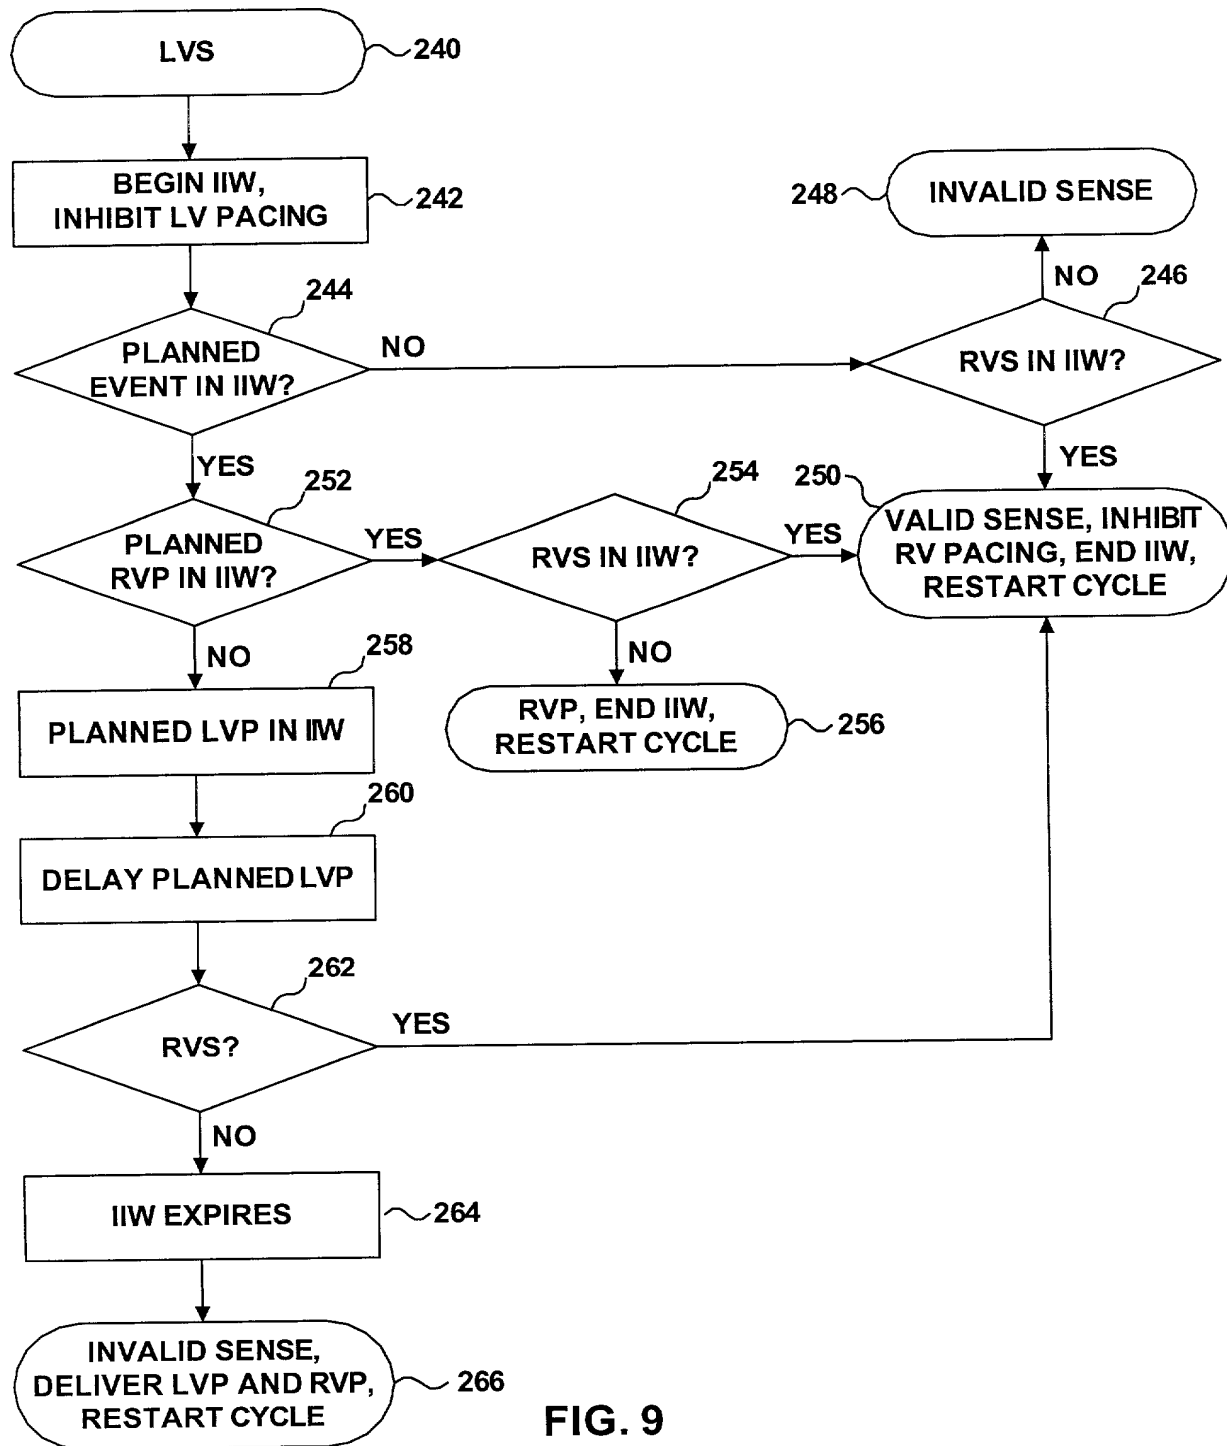 LVS
240
BEGIN IIW,
INHIBIT LV PACING
242
248
INVALID SENSE
NO
246
244
PLANNED
EVENT IN IIW?
NO
RVS IN IIW?
YES
YES
252
254
250
VALID SENSE, INHIBIT
RV PACING, END IIW,
RESTART CYCLE
PLANNED
RVP IN IIW?
YES
RVS IN IIW?
YES
NO
258
NO
PLANNED LVP IN IIW
RVP, END IIW,
RESTART CYCLE
256
260
DELAY PLANNED LVP
262
RVS?
YES
NO
IIW EXPIRES
264
INVALID SENSE,
DELIVER LVP AND RVP,
RESTART CYCLE
266
FIG. 9